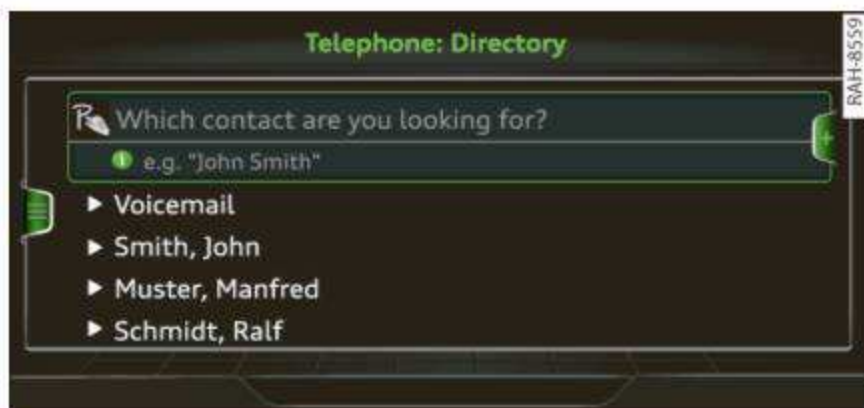 Telephone: Directory
RAH-8559
Which contact are you looking for?
e.g. "John Smith"
Voicemail
Smith, John
Muster, Manfred
Schmidt, Ralf